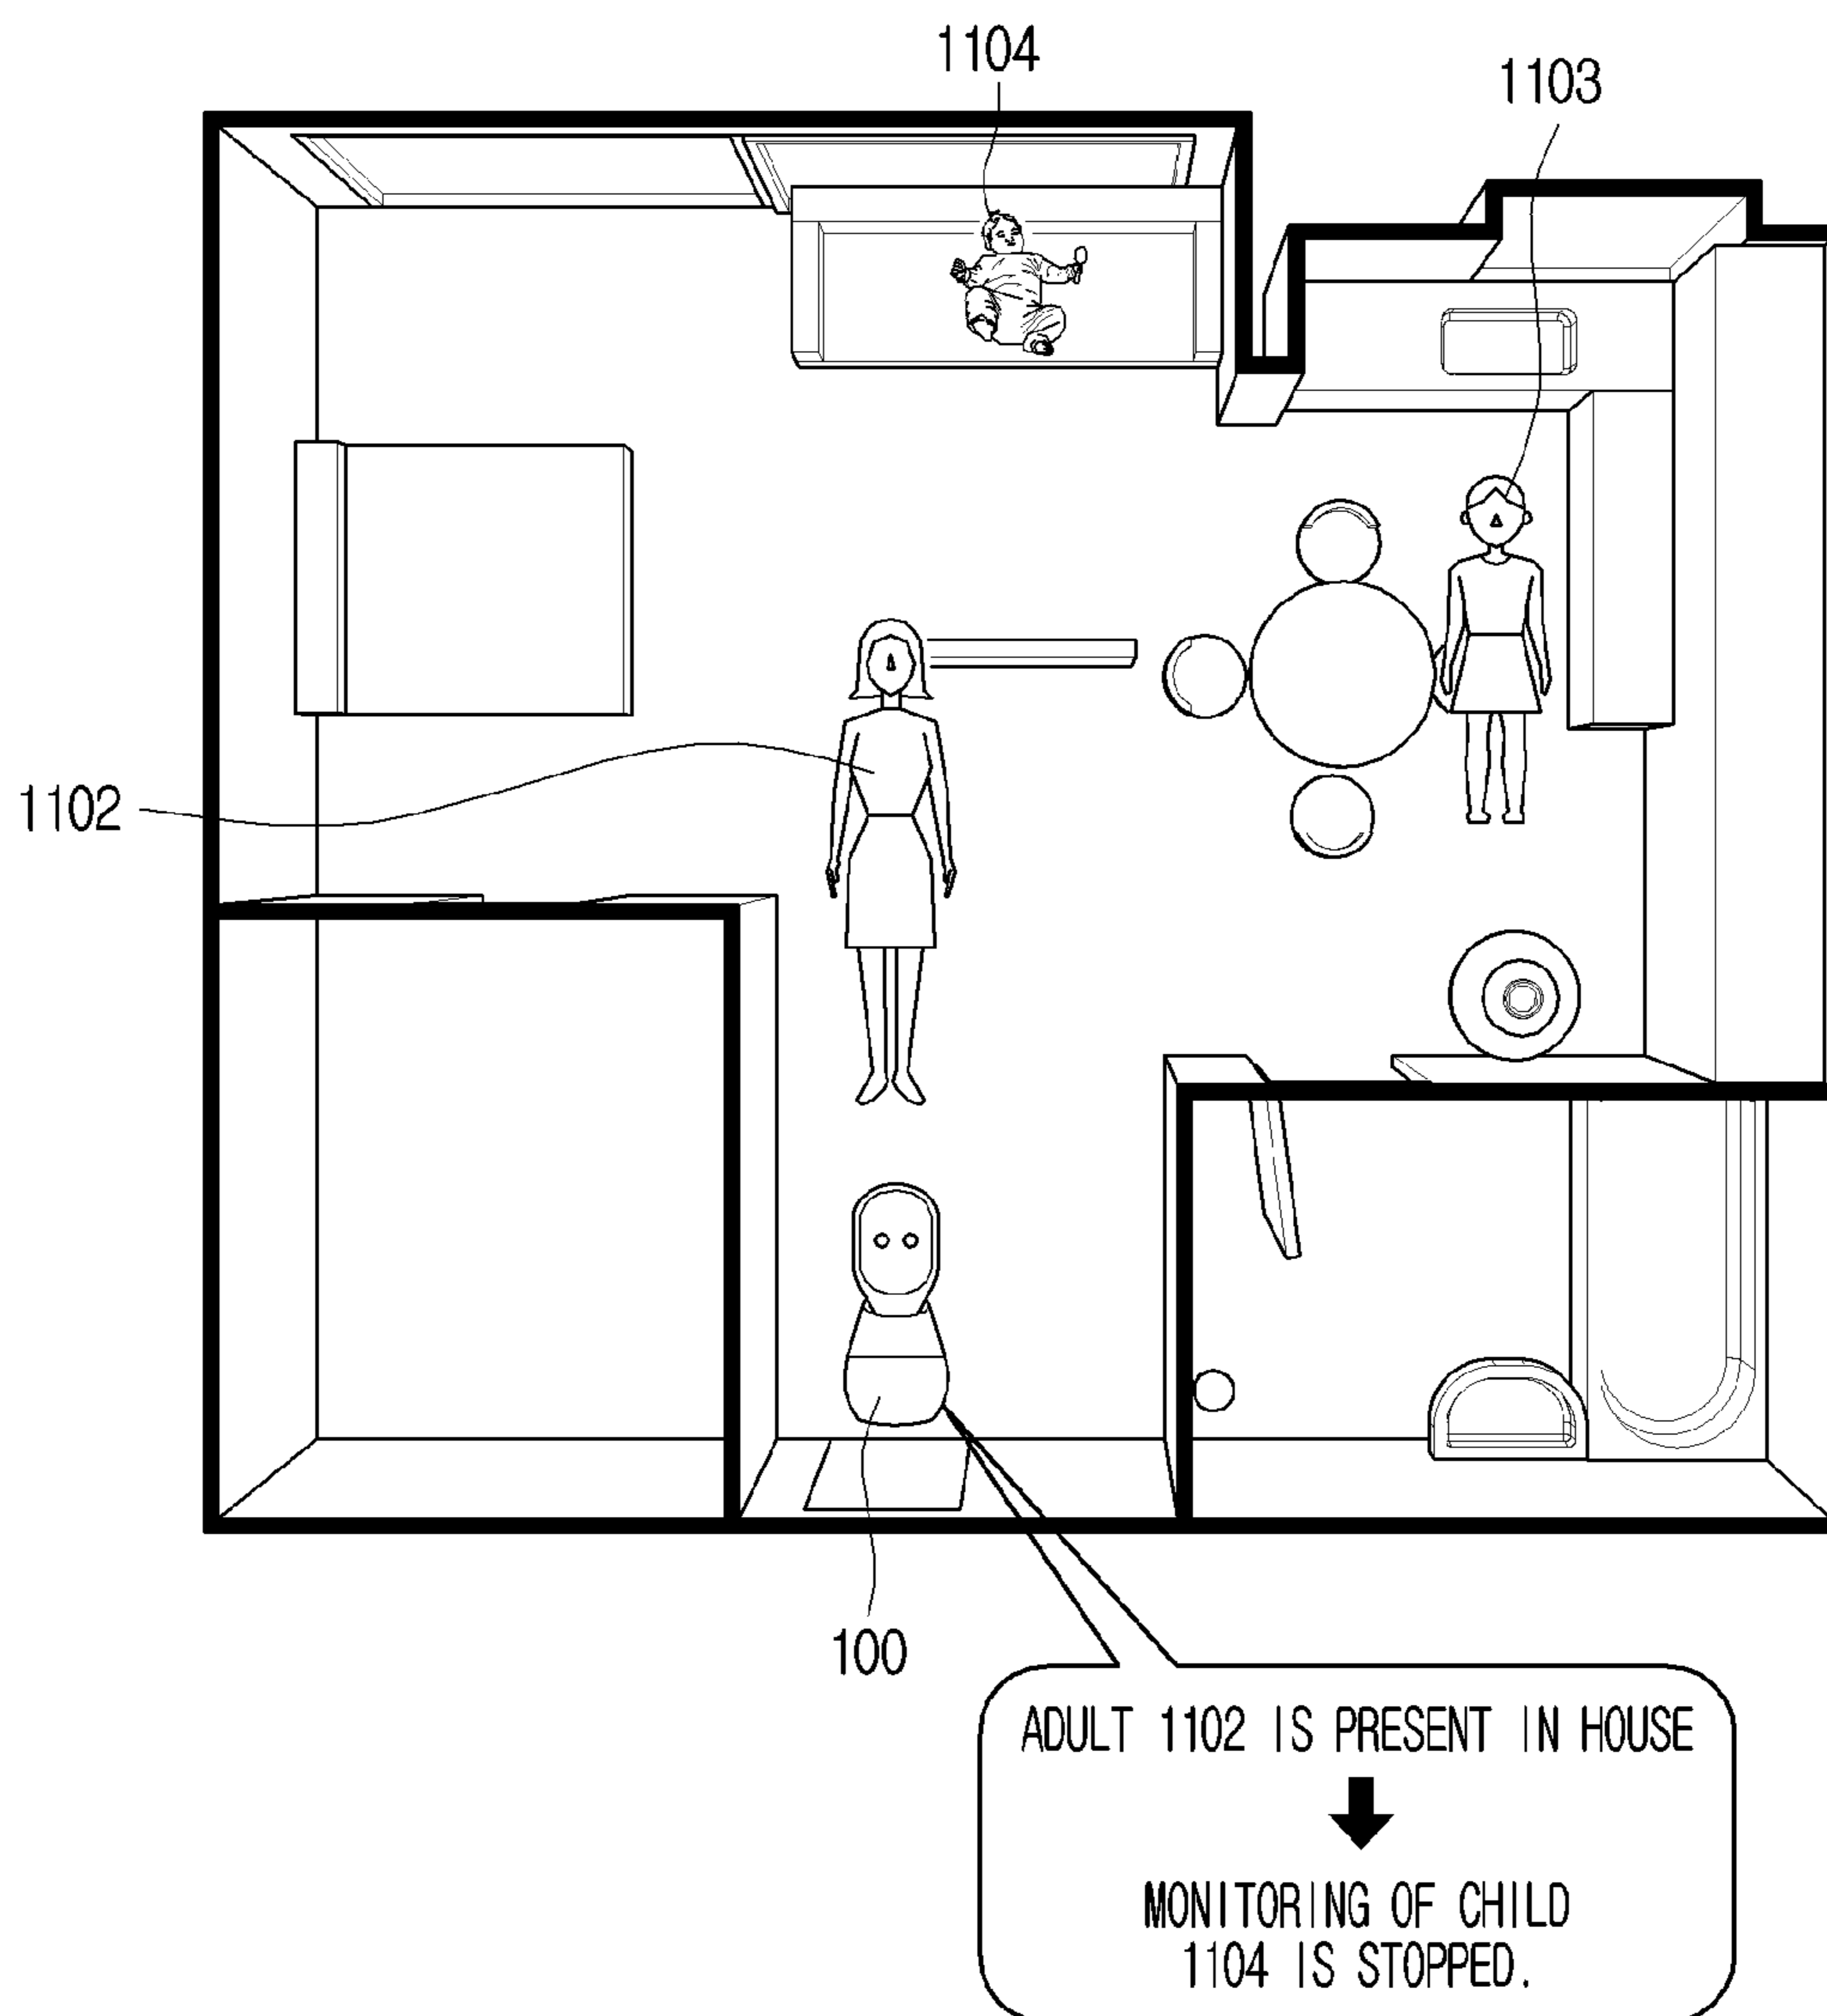 1104
1103
1102
100
ADULT 1102 IS PRESENT IN HOUSE
MONITORING OF CHILD
1104 IS STOPPED.